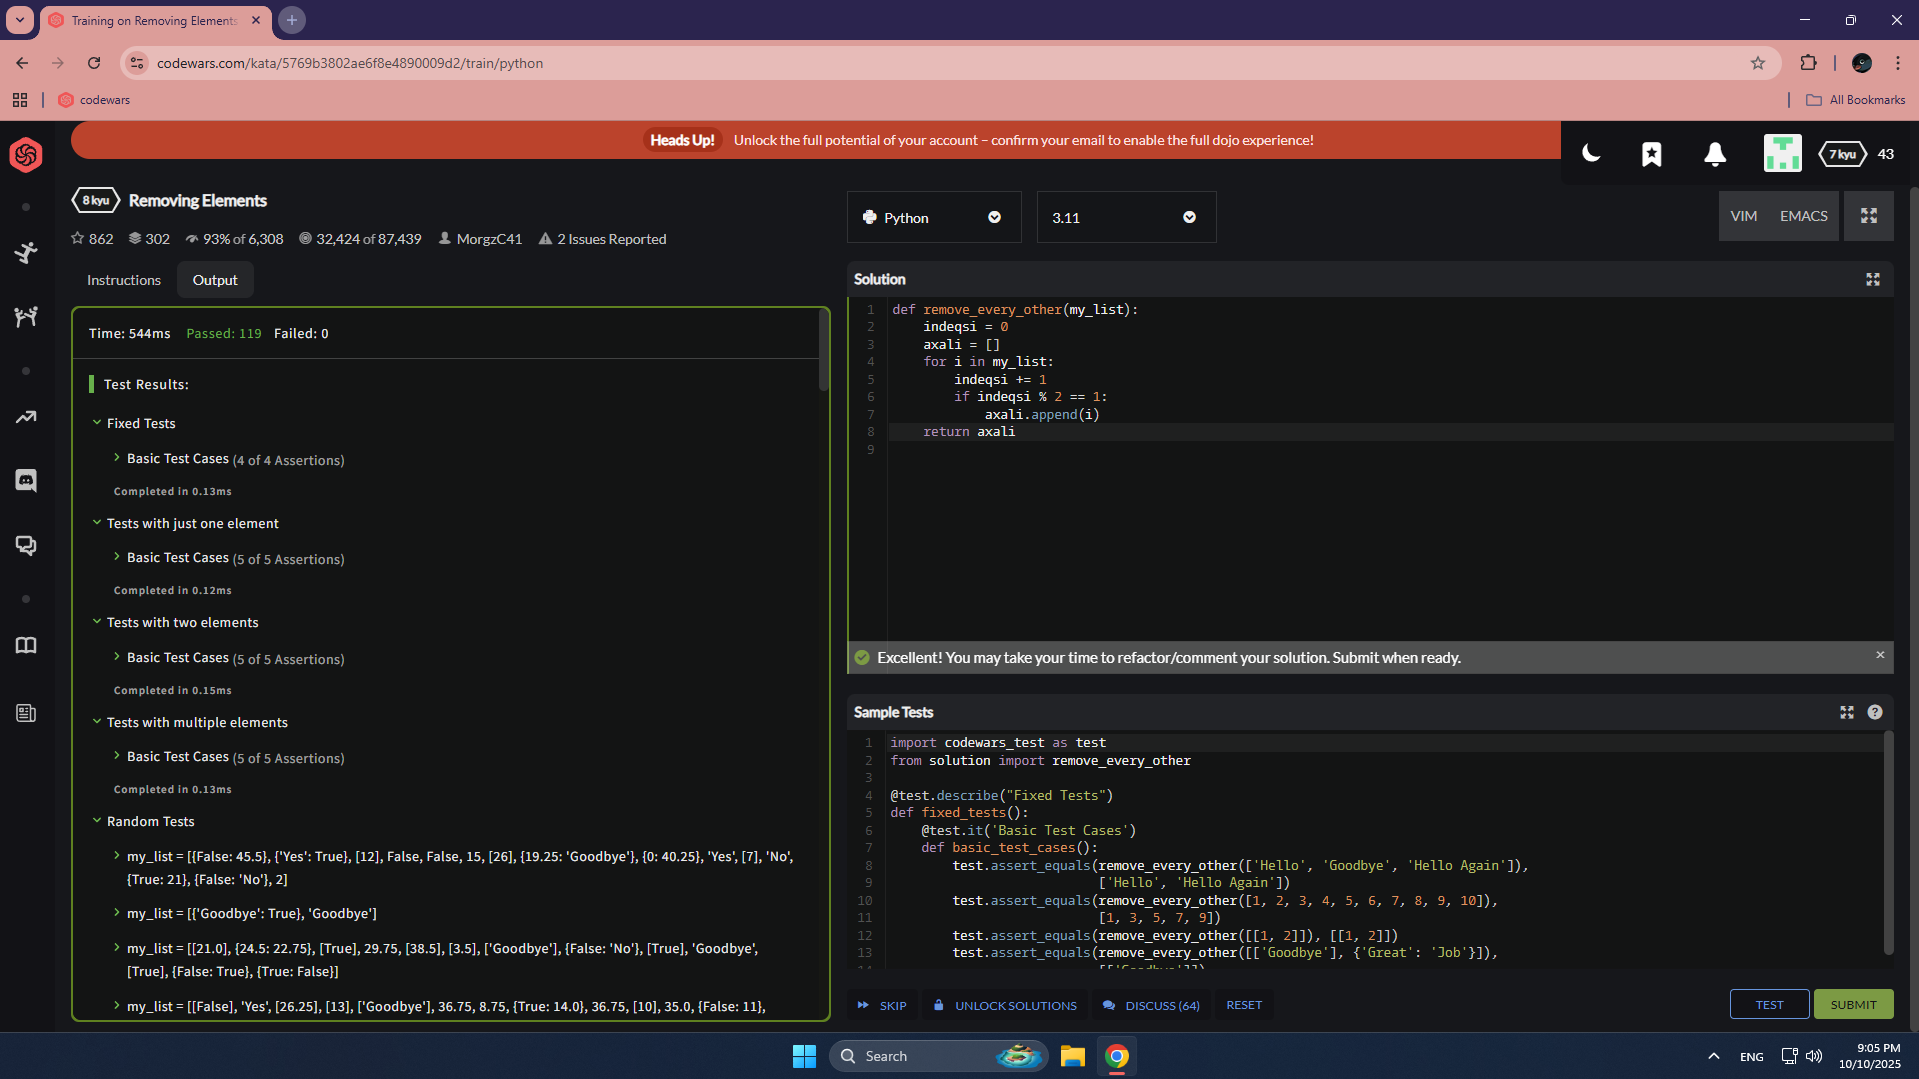 Training on Removing Elements
codewars.com/kata/5769b3802ae6f8e4890009d2/train/python
codewars
All Bookmarks
Heads Up! Unlock the full potential of your account – confirm your email to enable the full dojo experience!
7 kyu 43
8 kyu Removing Elements
862 302 93% of 6,308 32,424 of 87,439 MorgzC41 2 Issues Reported
Python 3.11
VIM EMACS
Instructions Output
Time: 544ms Passed: 119 Failed: 0
Test Results:
Fixed Tests
Basic Test Cases (4 of 4 Assertions)
Completed in 0.13ms
Tests with just one element
Basic Test Cases (5 of 5 Assertions)
Completed in 0.12ms
Tests with two elements
Basic Test Cases (5 of 5 Assertions)
Completed in 0.15ms
Tests with multiple elements
Basic Test Cases (5 of 5 Assertions)
Completed in 0.13ms
Random Tests
my_list = [{False: 45.5}, {'Yes': True}, [12], False, False, 15, [26], {19.25: 'Goodbye'}, {0: 40.25}, 'Yes', [7], 'No',
{True: 21}, {False: 'No'}, 2]
my_list = [{'Goodbye': True}, 'Goodbye']
my_list = [[21.0], {24.5: 22.75}, [True], 29.75, [38.5], [3.5], ['Goodbye'], {False: 'No'}, [True], 'Goodbye',
[True], {False: True}, {True: False}]
my_list = [[False], 'Yes', [26.25], [13], ['Goodbye'], 36.75, 8.75, {True: 14.0}, 36.75, [10], 35.0, {False: 11},
Solution
1 def remove_every_other(my_list):
2     indeqsi = 0
3     axali = []
4     for i in my_list:
5         indeqsi += 1
6         if indeqsi % 2 == 1:
7             axali.append(i)
8     return axali
9
Excellent! You may take your time to refactor/comment your solution. Submit when ready.
Sample Tests
1 import codewars_test as test
2 from solution import remove_every_other
3
4 @test.describe("Fixed Tests")
5 def fixed_tests():
6     @test.it('Basic Test Cases')
7     def basic_test_cases():
8         test.assert_equals(remove_every_other(['Hello', 'Goodbye', 'Hello Again']),
9                            ['Hello', 'Hello Again'])
10         test.assert_equals(remove_every_other([1, 2, 3, 4, 5, 6, 7, 8, 9, 10]),
11                            [1, 3, 5, 7, 9])
12         test.assert_equals(remove_every_other([[1, 2]]), [[1, 2]])
13         test.assert_equals(remove_every_other([['Goodbye'], {'Great': 'Job'}]),
14                            [['Goodbye']])
SKIP UNLOCK SOLUTIONS DISCUSS (64) RESET
TEST SUBMIT
Search
ENG
9:05 PM
10/10/2025